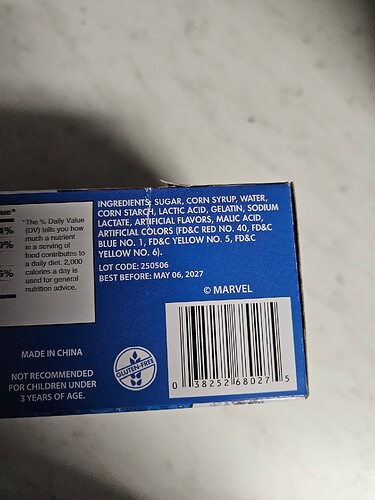 *The % Daily Value
(DV) tells you how
much a nutrient
in a serving of
food contributes to
a daily diet. 2,000
calories a day is
used for general
nutrition advice.
INGREDIENTS: SUGAR, CORN SYRUP, WATER,
CORN STARCH, LACTIC ACID, GELATIN, SODIUM
LACTATE, ARTIFICIAL FLAVORS, MALIC ACID,
ARTIFICIAL COLORS (FD&C RED NO. 40, FD&C
BLUE NO. 1, FD&C YELLOW NO. 5, FD&C
YELLOW NO. 6).
LOT CODE: 250506
BEST BEFORE: MAY 06, 2027
© MARVEL
MADE IN CHINA
NOT RECOMMENDED
FOR CHILDREN UNDER
3 YEARS OF AGE.
GLUTEN-FREE
0 38252 68027 5